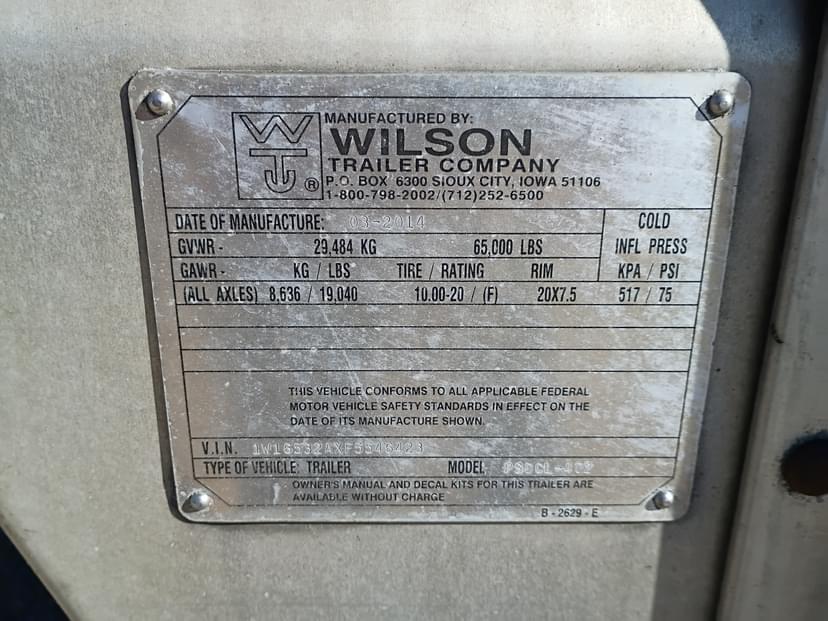 WT ®
MANUFACTURED BY:
WILSON
TRAILER COMPANY
P.O. BOX 6300 SIOUX CITY, IOWA 51106
1-800-798-2002/(712)252-6500
DATE OF MANUFACTURE: 03-2014 COLD
GVWR - 29,484 KG 65,000 LBS INFL PRESS
GAWR - KG / LBS TIRE / RATING RIM KPA / PSI
(ALL AXLES) 8,636 / 19,040 10.00-20 / (F) 20X7.5 517 / 75
THIS VEHICLE CONFORMS TO ALL APPLICABLE FEDERAL
MOTOR VEHICLE SAFETY STANDARDS IN EFFECT ON THE
DATE OF ITS MANUFACTURE SHOWN.
V.I.N.
TYPE OF VEHICLE: TRAILER MODEL
OWNER'S MANUAL AND DECAL KITS FOR THIS TRAILER ARE
AVAILABLE WITHOUT CHARGE
B - 2629 - E